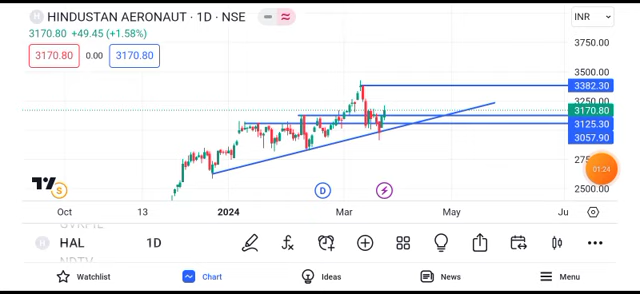 H HINDUSTAN AERONAUT · 1D · NSE
INR
3170.80 +49.45 (+1.58%)
3170.80 0.00 3170.80
3750.00
3500.00
3382.30
3250.00
3170.80
3125.30
3057.90
01:24
2500.00
S
D
Oct 13 2024 Mar May Ju
H HAL 1D
NDTV
Watchlist Chart Ideas News Menu